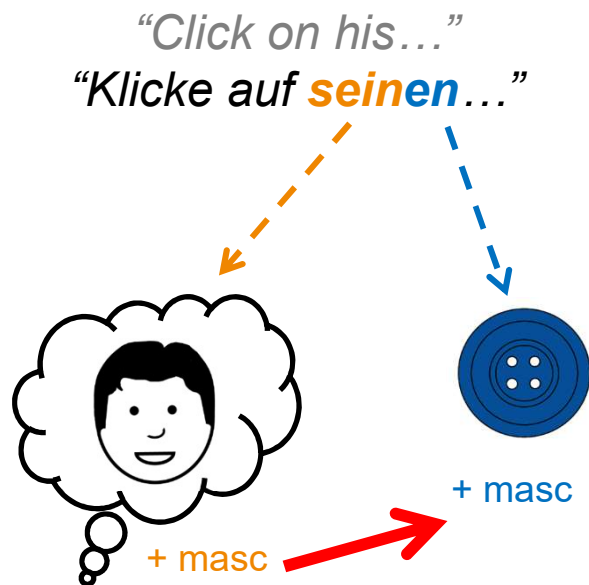 “Click on his…”
“Klicke auf seinen…”
+ masc
+ masc